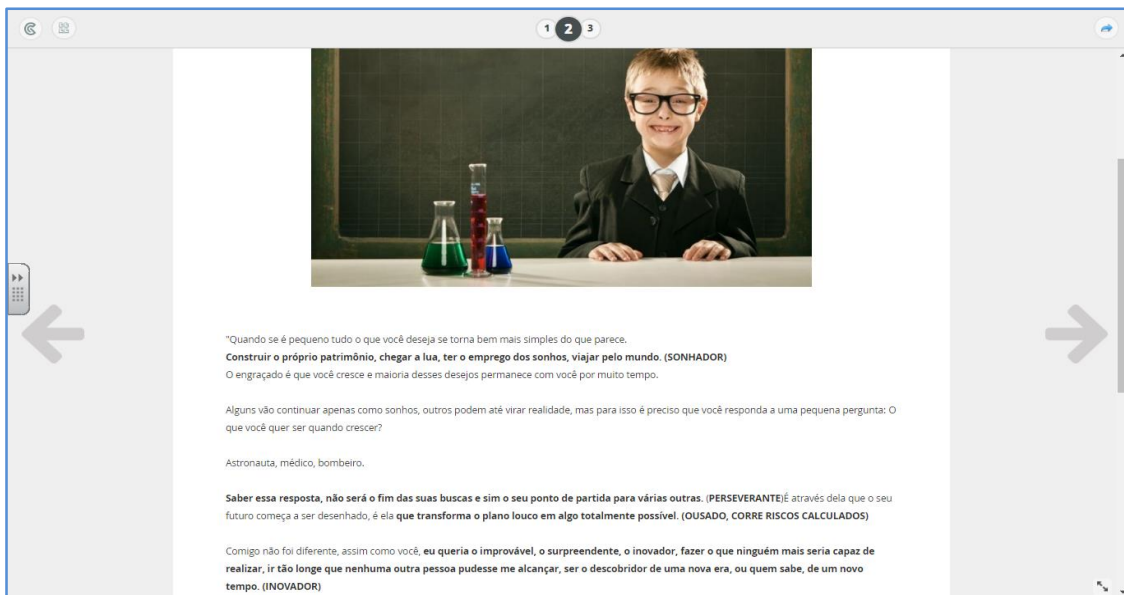 1 2 3
"Quando se é pequeno tudo o que você deseja se torna bem mais simples do que parece.
Construir o próprio patrimônio, chegar a lua, ter o emprego dos sonhos, viajar pelo mundo. (SONHADOR)
O engraçado é que você cresce e maioria desses desejos permanece com você por muito tempo.
Alguns vão continuar apenas como sonhos, outros podem até virar realidade, mas para isso é preciso que você responda a uma pequena pergunta: O
que você quer ser quando crescer?
Astronauta, médico, bombeiro.
Saber essa resposta, não será o fim das suas buscas e sim o seu ponto de partida para várias outras. (PERSEVERANTE)É através dela que o seu
futuro começa a ser desenhado, é ela que transforma o plano louco em algo totalmente possível. (OUSADO, CORRE RISCOS CALCULADOS)
Comigo não foi diferente, assim como você, eu queria o improvável, o surpreendente, o inovador, fazer o que ninguém mais seria capaz de
realizar, ir tão longe que nenhuma outra pessoa pudesse me alcançar, ser o descobridor de uma nova era, ou quem sabe, de um novo
tempo. (INOVADOR)